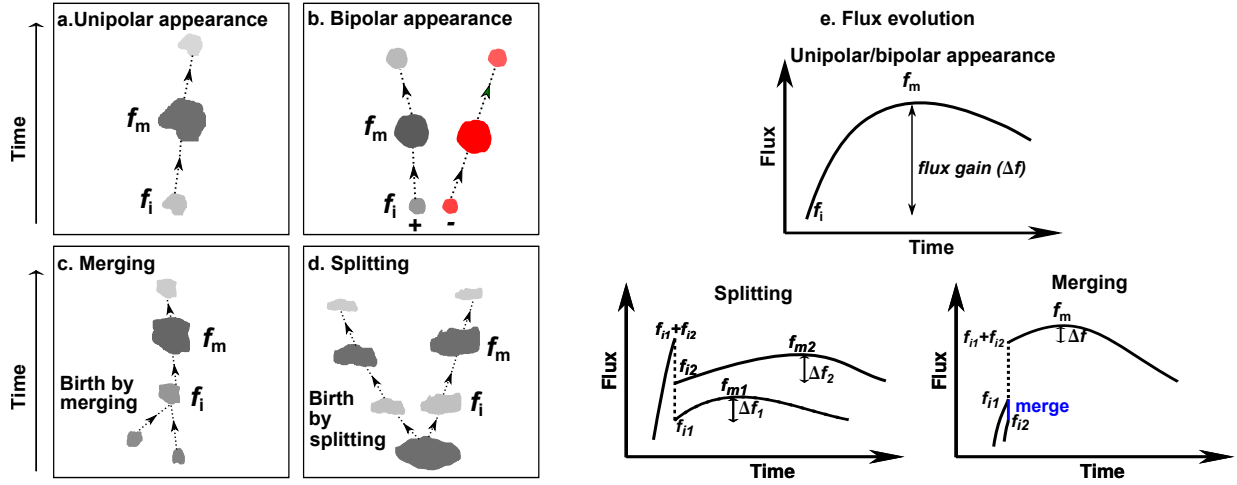 a.Unipolar appearance
Time
f_m
f_i
b. Bipolar appearance
f_m
f_i
+ -
c. Merging
Time
f_m
Birth by
merging
f_i
d. Splitting
f_m
Birth
by
splitting
f_i
e. Flux evolution
Unipolar/bipolar appearance
f_m
Flux
flux gain (Δf)
f_i
Time
Splitting
f_i1+f_i2
f_m2
f_i2
Δf_2
f_m1
Δf_1
f_i1
Flux
Time
Merging
f_m
f_i1+f_i2
Δf
f_i1
merge
f_i2
Flux
Time